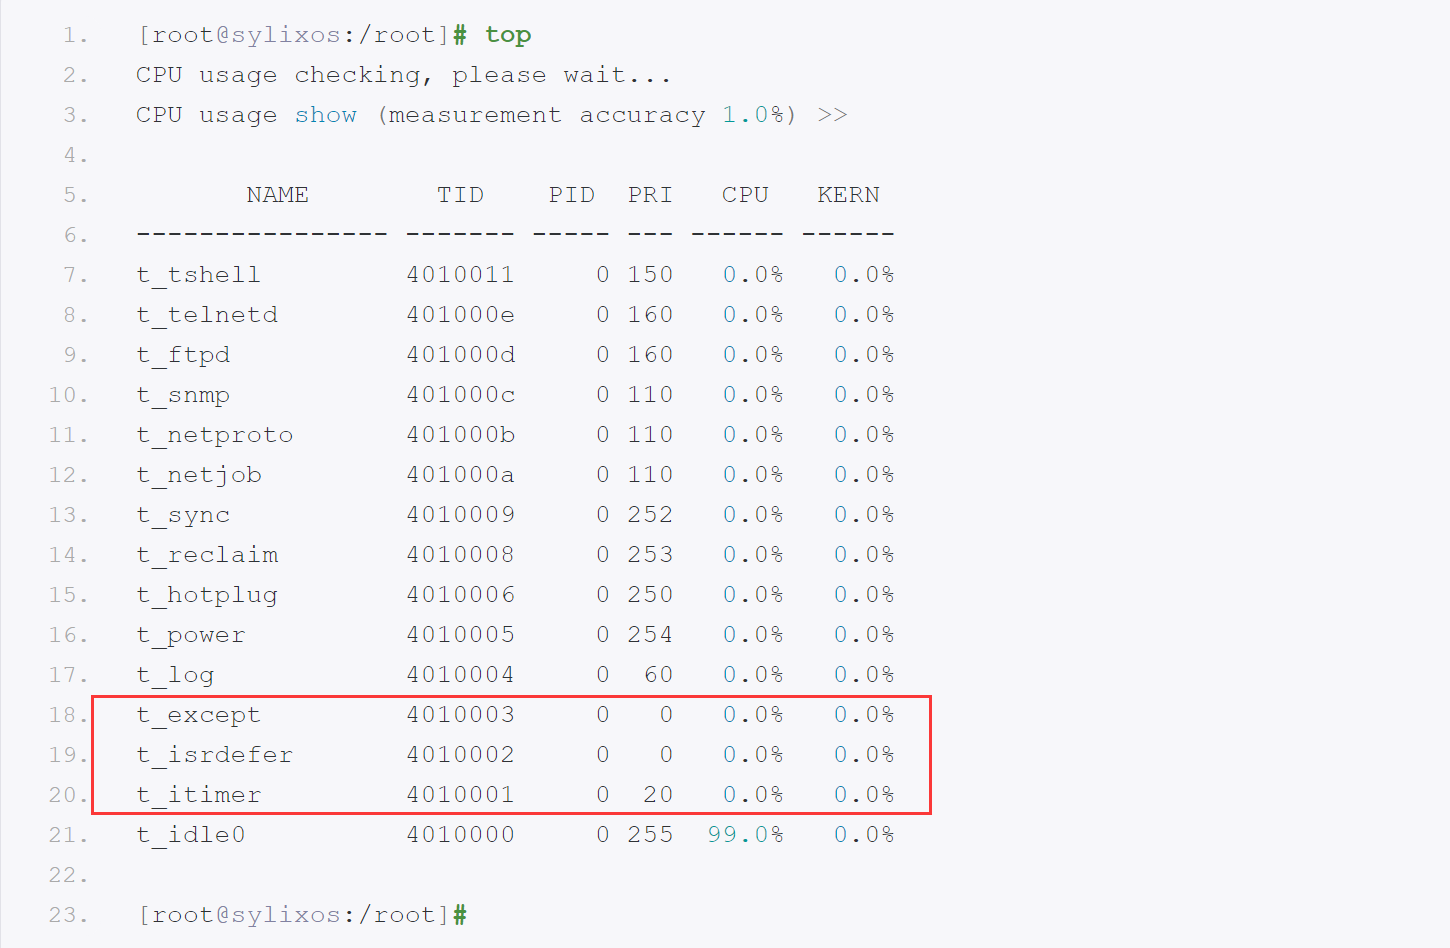 1. [root@sylixos:/root]# top
2. CPU usage checking, please wait...
3. CPU usage show (measurement accuracy 1.0%) >>
4.
5.        NAME         TID    PID  PRI   CPU   KERN
6. ---------------- ------- ----- --- ------ ------
7. t_tshell         4010011     0 150   0.0%   0.0%
8. t_telnetd        401000e     0 160   0.0%   0.0%
9. t_ftpd           401000d     0 160   0.0%   0.0%
10. t_snmp           401000c     0 110   0.0%   0.0%
11. t_netproto       401000b     0 110   0.0%   0.0%
12. t_netjob         401000a     0 110   0.0%   0.0%
13. t_sync           4010009     0 252   0.0%   0.0%
14. t_reclaim        4010008     0 253   0.0%   0.0%
15. t_hotplug        4010006     0 250   0.0%   0.0%
16. t_power          4010005     0 254   0.0%   0.0%
17. t_log            4010004     0  60   0.0%   0.0%
18. t_except         4010003     0   0   0.0%   0.0%
19. t_isrdefer       4010002     0   0   0.0%   0.0%
20. t_itimer         4010001     0  20   0.0%   0.0%
21. t_idle0          4010000     0 255  99.0%   0.0%
22.
23. [root@sylixos:/root]#